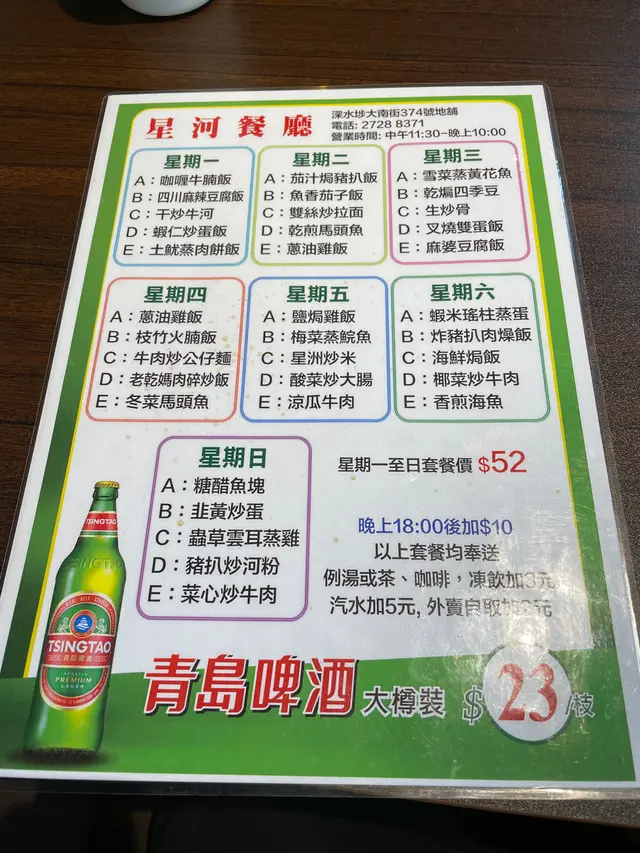 星河餐廳
深水埗大南街374號地舖
電話: 2728 8371
營業時間: 中午11:30-晚上10:00
星期一
A：咖喱牛腩飯
B：四川麻辣豆腐飯
C：干炒牛河
D：蝦仁炒蛋飯
E：土魷蒸肉餅飯
星期二
A：茄汁焗豬扒飯
B：魚香茄子飯
C：雙絲炒拉面
D：乾煎馬頭魚
E：蔥油雞飯
星期三
A：雪菜蒸黃花魚
B：乾煸四季豆
C：生炒骨
D：叉燒雙蛋飯
E：麻婆豆腐飯
星期四
A：蔥油雞飯
B：枝竹火腩飯
C：牛肉炒公仔麵
D：老乾媽肉碎炒飯
E：冬菜馬頭魚
星期五
A：鹽焗雞飯
B：梅菜蒸鯇魚
C：星洲炒米
D：酸菜炒大腸
E：涼瓜牛肉
星期六
A：蝦米瑤柱蒸蛋
B：炸豬扒肉燥飯
C：海鮮焗飯
D：椰菜炒牛肉
E：香煎海魚
星期日
A：糖醋魚塊
B：韭黃炒蛋
C：蟲草雲耳蒸雞
D：豬扒炒河粉
E：菜心炒牛肉
星期一至日套餐價 $52
晚上18:00後加$10
以上套餐均奉送
例湯或茶、咖啡，凍飲加3元
汽水加5元, 外賣自取加元
TSINGTAO
TSINGTAO
TSINGTAO
青島啤酒
PREMIUM
LAGER
青島啤酒 大樽裝 $23/枝